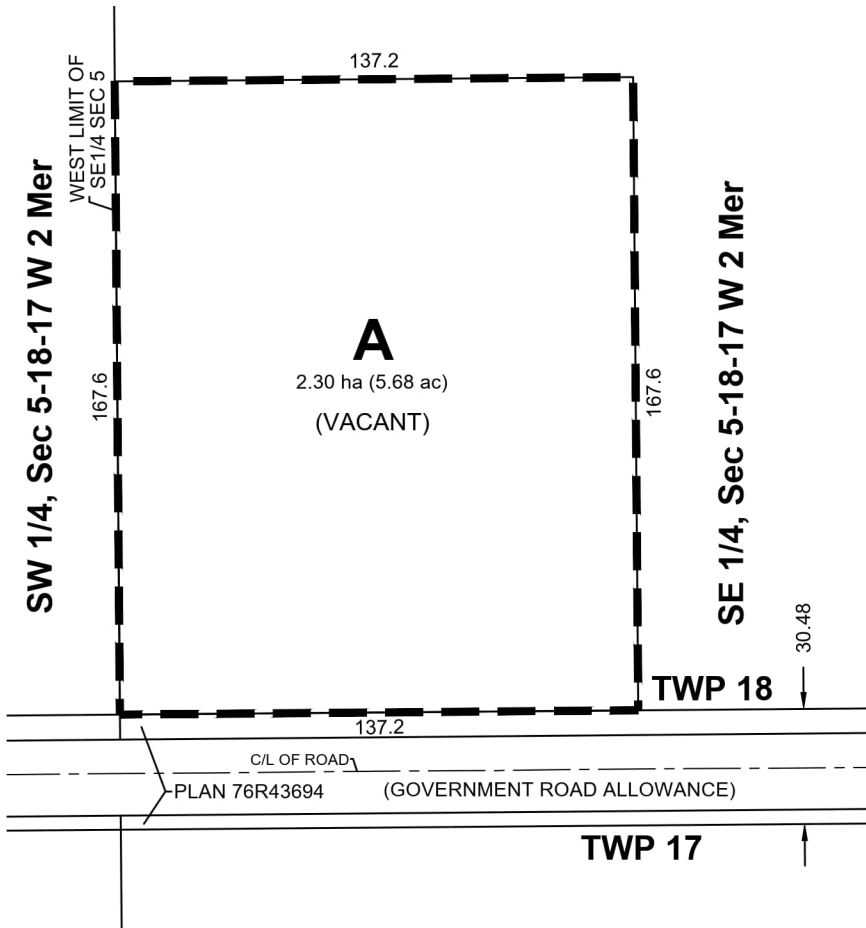 137.2
WEST LIMIT OF
SE1/4 SEC 5
SW 1/4, Sec 5-18-17 W 2 Mer
167.6
A
2.30 ha (5.68 ac)
(VACANT)
167.6
SE 1/4, Sec 5-18-17 W 2 Mer
30.48
TWP 18
137.2
C/L OF ROAD
PLAN 76R43694
(GOVERNMENT ROAD ALLOWANCE)
TWP 17